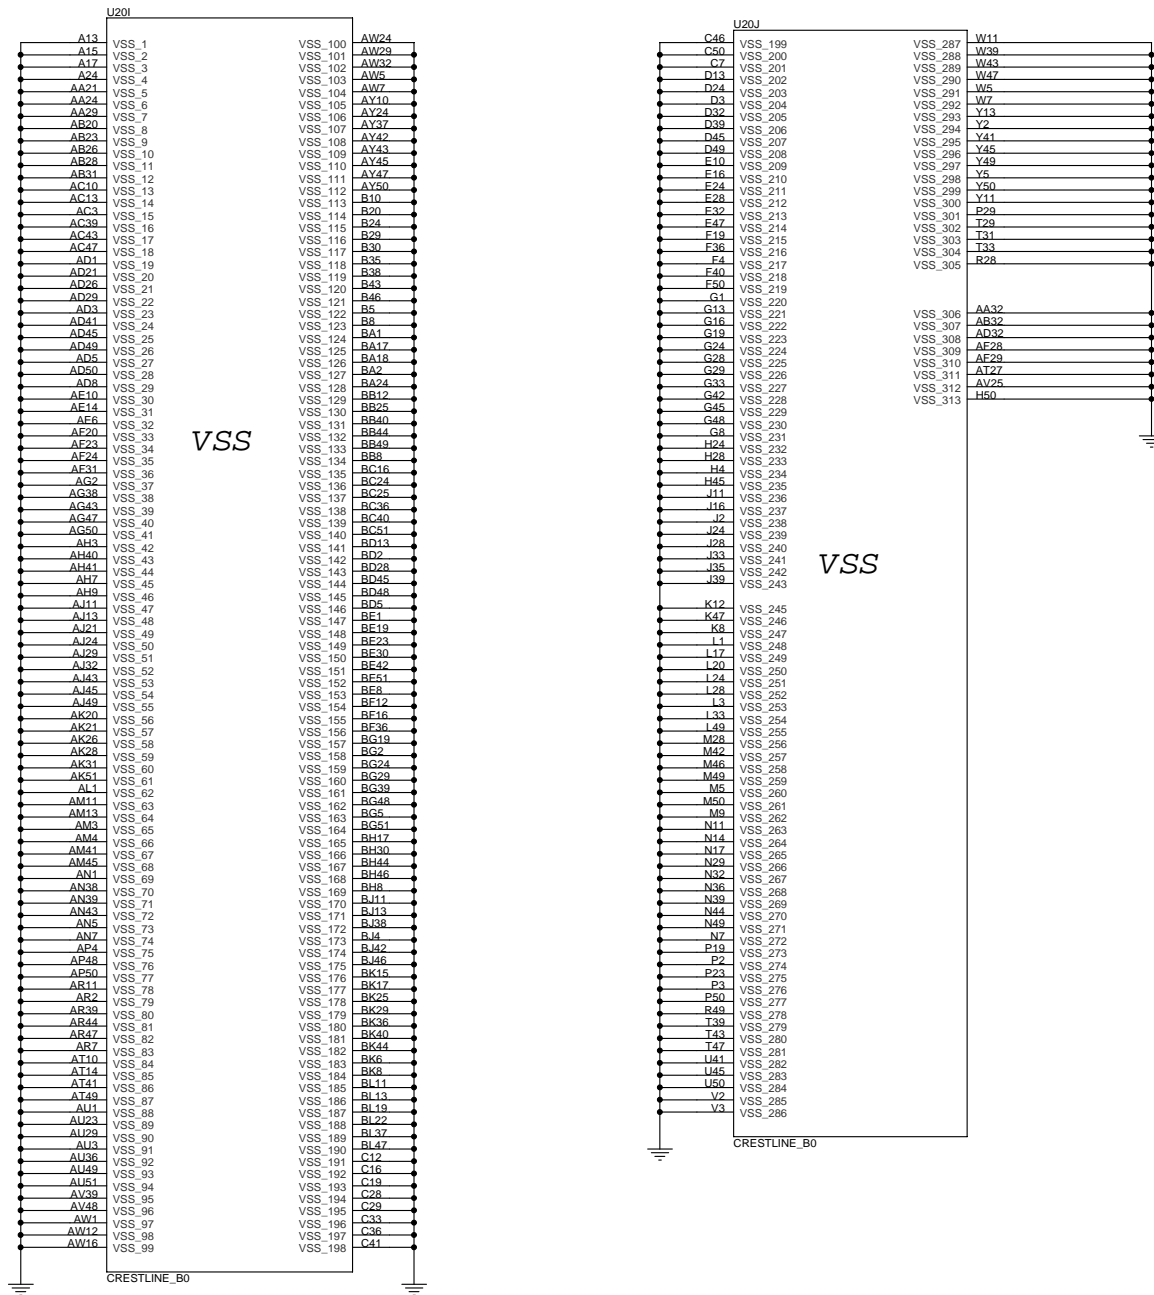 U20I
A13 VSS_1 VSS_100 AW24
A15 VSS_2 VSS_101 AW29
A17 VSS_3 VSS_102 AW32
A24 VSS_4 VSS_103 AW5
AA21 VSS_5 VSS_104 AW7
AA24 VSS_6 VSS_105 AY10
AA29 VSS_7 VSS_106 AY24
AB20 VSS_8 VSS_107 AY37
AB23 VSS_9 VSS_108 AY42
AB26 VSS_10 VSS_109 AY43
AB28 VSS_11 VSS_110 AY45
AB31 VSS_12 VSS_111 AY47
AC10 VSS_13 VSS_112 AY50
AC13 VSS_14 VSS_113 B10
AC3 VSS_15 VSS_114 B20
AC39 VSS_16 VSS_115 B24
AC43 VSS_17 VSS_116 B29
AC47 VSS_18 VSS_117 B30
AD1 VSS_19 VSS_118 B35
AD21 VSS_20 VSS_119 B38
AD26 VSS_21 VSS_120 B43
AD29 VSS_22 VSS_121 B46
AD3 VSS_23 VSS_122 B5
AD41 VSS_24 VSS_123 B8
AD45 VSS_25 VSS_124 BA1
AD49 VSS_26 VSS_125 BA17
AD5 VSS_27 VSS_126 BA18
AD50 VSS_28 VSS_127 BA2
AD8 VSS_29 VSS_128 BA24
AE10 VSS_30 VSS_129 BB12
AE14 VSS_31 VSS_130 BB25
AE6 VSS_32 VSS_131 BB40
AF20 VSS_33 VSS_132 BB44
AF23 VSS_34 VSS_133 BB49
AF24 VSS_35 VSS_134 BB8
AF31 VSS_36 VSS_135 BC16
AG2 VSS_37 VSS_136 BC24
AG38 VSS_38 VSS_137 BC25
AG43 VSS_39 VSS_138 BC36
AG47 VSS_40 VSS_139 BC40
AG50 VSS_41 VSS_140 BC51
AH3 VSS_42 VSS_141 BD13
AH40 VSS_43 VSS_142 BD2
AH41 VSS_44 VSS_143 BD28
AH7 VSS_45 VSS_144 BD45
AH9 VSS_46 VSS_145 BD48
AJ11 VSS_47 VSS_146 BD5
AJ13 VSS_48 VSS_147 BE1
AJ21 VSS_49 VSS_148 BE19
AJ24 VSS_50 VSS_149 BE23
AJ29 VSS_51 VSS_150 BE30
AJ32 VSS_52 VSS_151 BE42
AJ43 VSS_53 VSS_152 BE51
AJ45 VSS_54 VSS_153 BE8
AJ49 VSS_55 VSS_154 BF12
AK20 VSS_56 VSS_155 BF16
AK21 VSS_57 VSS_156 BF36
AK26 VSS_58 VSS_157 BG19
AK28 VSS_59 VSS_158 BG2
AK31 VSS_60 VSS_159 BG24
AK51 VSS_61 VSS_160 BG29
AL1 VSS_62 VSS_161 BG39
AM11 VSS_63 VSS_162 BG48
AM13 VSS_64 VSS_163 BG5
AM3 VSS_65 VSS_164 BG51
AM4 VSS_66 VSS_165 BH17
AM41 VSS_67 VSS_166 BH30
AM45 VSS_68 VSS_167 BH44
AN1 VSS_69 VSS_168 BH46
AN38 VSS_70 VSS_169 BH8
AN39 VSS_71 VSS_170 BJ11
AN43 VSS_72 VSS_171 BJ13
AN5 VSS_73 VSS_172 BJ38
AN7 VSS_74 VSS_173 BJ4
AP4 VSS_75 VSS_174 BJ42
AP48 VSS_76 VSS_175 BJ46
AP50 VSS_77 VSS_176 BK15
AR11 VSS_78 VSS_177 BK17
AR2 VSS_79 VSS_178 BK25
AR39 VSS_80 VSS_179 BK29
AR44 VSS_81 VSS_180 BK36
AR47 VSS_82 VSS_181 BK40
AR7 VSS_83 VSS_182 BK44
AT10 VSS_84 VSS_183 BK6
AT14 VSS_85 VSS_184 BK8
AT41 VSS_86 VSS_185 BL11
AT49 VSS_87 VSS_186 BL13
AU1 VSS_88 VSS_187 BL19
AU23 VSS_89 VSS_188 BL22
AU29 VSS_90 VSS_189 BL37
AU3 VSS_91 VSS_190 BL47
AU36 VSS_92 VSS_191 C12
AU49 VSS_93 VSS_192 C16
AU51 VSS_94 VSS_193 C19
AV39 VSS_95 VSS_194 C28
AV48 VSS_96 VSS_195 C29
AW1 VSS_97 VSS_196 C33
AW12 VSS_98 VSS_197 C36
AW16 VSS_99 VSS_198 C41
VSS
CRESTLINE_B0
U20J
C46 VSS_199 VSS_287 W11
C50 VSS_200 VSS_288 W39
C7 VSS_201 VSS_289 W43
D13 VSS_202 VSS_290 W47
D24 VSS_203 VSS_291 W5
D3 VSS_204 VSS_292 W7
D32 VSS_205 VSS_293 Y13
D39 VSS_206 VSS_294 Y2
D45 VSS_207 VSS_295 Y41
D49 VSS_208 VSS_296 Y45
E10 VSS_209 VSS_297 Y49
E16 VSS_210 VSS_298 Y5
E24 VSS_211 VSS_299 Y50
E28 VSS_212 VSS_300 Y11
E32 VSS_213 VSS_301 P29
E47 VSS_214 VSS_302 T29
F19 VSS_215 VSS_303 T31
F36 VSS_216 VSS_304 T33
F4 VSS_217 VSS_305 R28
F40 VSS_218
F50 VSS_219
G1 VSS_220
G13 VSS_221 VSS_306 AA32
G16 VSS_222 VSS_307 AB32
G19 VSS_223 VSS_308 AD32
G24 VSS_224 VSS_309 AF28
G28 VSS_225 VSS_310 AF29
G29 VSS_226 VSS_311 AT27
G33 VSS_227 VSS_312 AV25
G42 VSS_228 VSS_313 H50
G45 VSS_229
G48 VSS_230
G8 VSS_231
H24 VSS_232
H28 VSS_233
H4 VSS_234
H45 VSS_235
J11 VSS_236
J16 VSS_237
J2 VSS_238
J24 VSS_239
J28 VSS_240
J33 VSS_241
J35 VSS_242
J39 VSS_243
VSS
K12 VSS_245
K47 VSS_246
K8 VSS_247
L1 VSS_248
L17 VSS_249
L20 VSS_250
L24 VSS_251
L28 VSS_252
L3 VSS_253
L33 VSS_254
L49 VSS_255
M28 VSS_256
M42 VSS_257
M46 VSS_258
M49 VSS_259
M5 VSS_260
M50 VSS_261
M9 VSS_262
N11 VSS_263
N14 VSS_264
N17 VSS_265
N29 VSS_266
N32 VSS_267
N36 VSS_268
N39 VSS_269
N44 VSS_270
N49 VSS_271
N7 VSS_272
P19 VSS_273
P2 VSS_274
P23 VSS_275
P3 VSS_276
P50 VSS_277
R49 VSS_278
T39 VSS_279
T43 VSS_280
T47 VSS_281
U41 VSS_282
U45 VSS_283
U50 VSS_284
V2 VSS_285
V3 VSS_286
CRESTLINE_B0